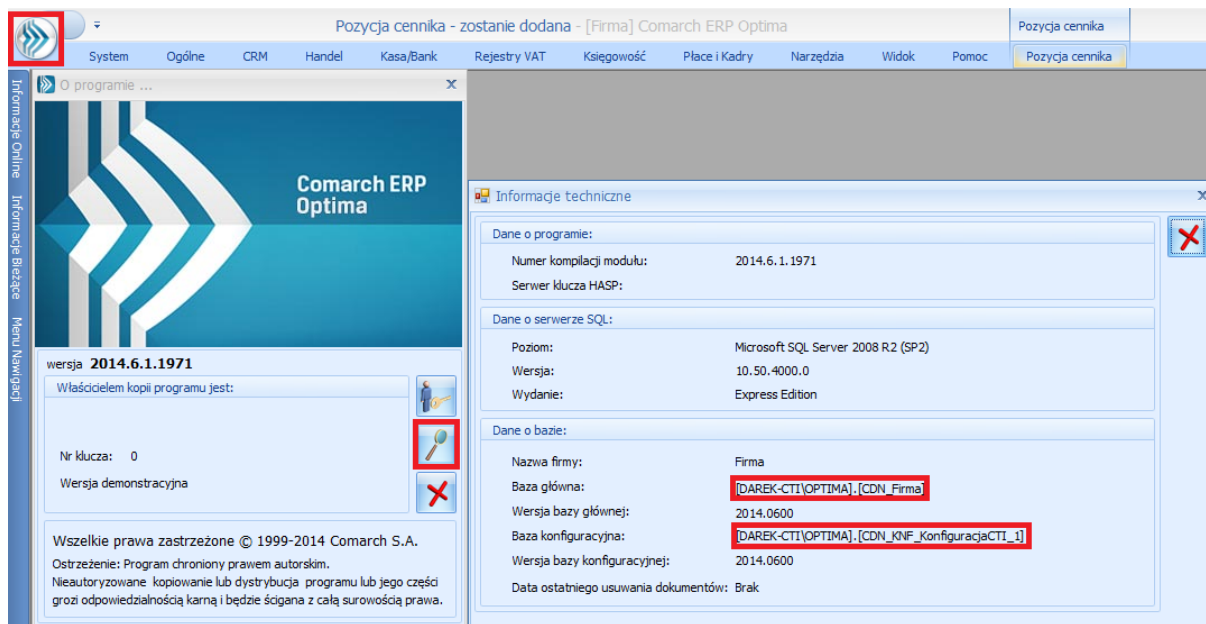 Pozycja cennika - zostanie dodana - [Firma] Comarch ERP Optima
Pozycja cennika
System Ogólne CRM Handel Kasa/Bank Rejestry VAT Księgowość Płace i Kadry Narzędzia Widok Pomoc Pozycja cennika
Informacje Online
Informacje Bieżące
Menu Nawigacji
O programie ...
x
Comarch ERP
Optima
wersja 2014.6.1.1971
Właścicielem kopii programu jest:
Nr klucza: 0
Wersja demonstracyjna
Wszelkie prawa zastrzeżone © 1999-2014 Comarch S.A.
Ostrzeżenie: Program chroniony prawem autorskim.
Nieautoryzowane kopiowanie lub dystrybucja programu lub jego części
grozi odpowiedzialnością karną i będzie ścigana z całą surowością prawa.
Informacje techniczne
x
Dane o programie:
Numer kompilacji modułu: 2014.6.1.1971
Serwer klucza HASP:
Dane o serwerze SQL:
Poziom: Microsoft SQL Server 2008 R2 (SP2)
Wersja: 10.50.4000.0
Wydanie: Express Edition
Dane o bazie:
Nazwa firmy: Firma
Baza główna: [DAREK-CTI\OPTIMA].[CDN_Firma]
Wersja bazy głównej: 2014.0600
Baza konfiguracyjna: [DAREK-CTI\OPTIMA].[CDN_KNF_KonfiguracjaCTI_1]
Wersja bazy konfiguracyjnej: 2014.0600
Data ostatniego usuwania dokumentów: Brak